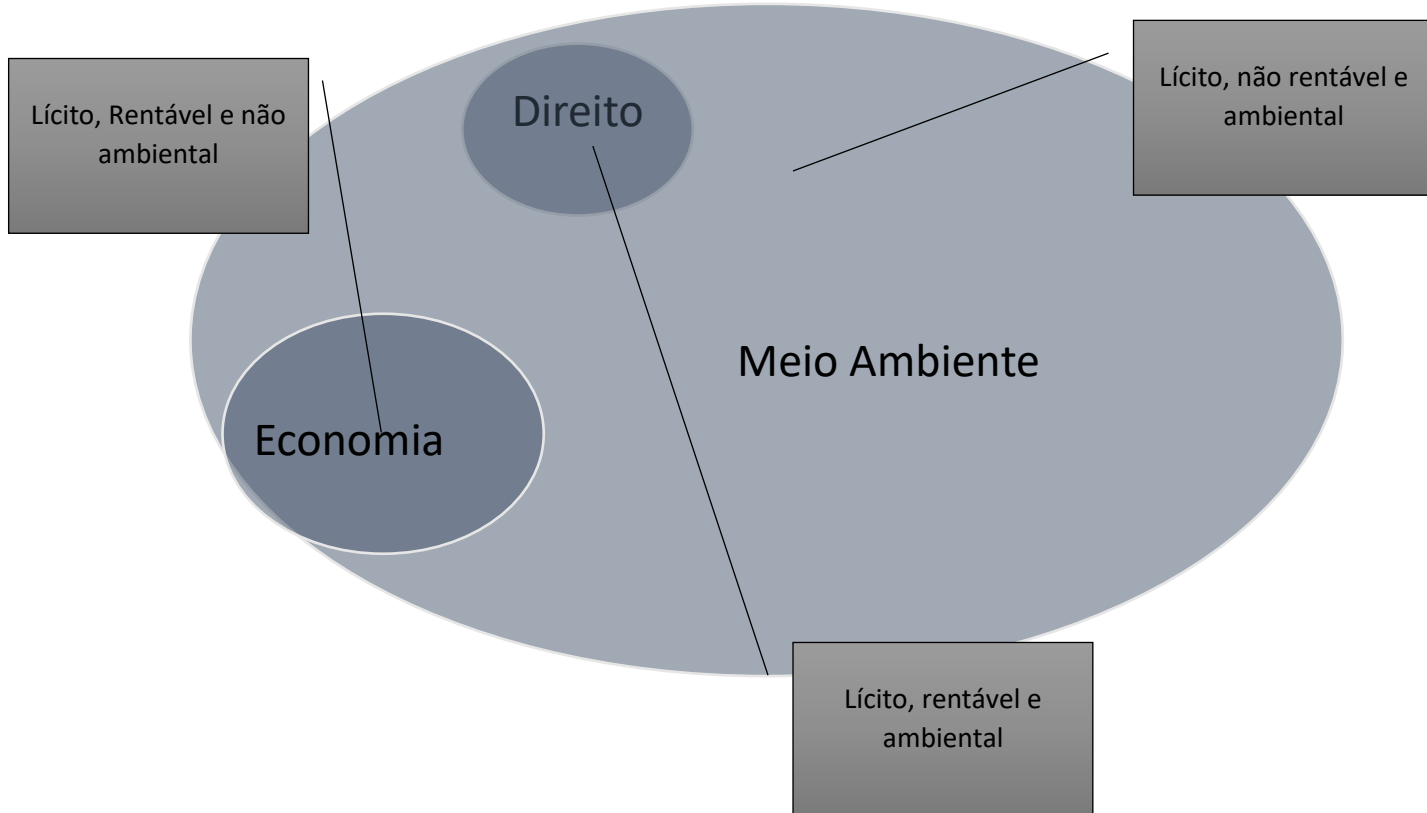 Lícito, Rentável e não
ambiental
Direito
Lícito, não rentável e
ambiental
Meio Ambiente
Economia
Lícito, rentável e
ambiental